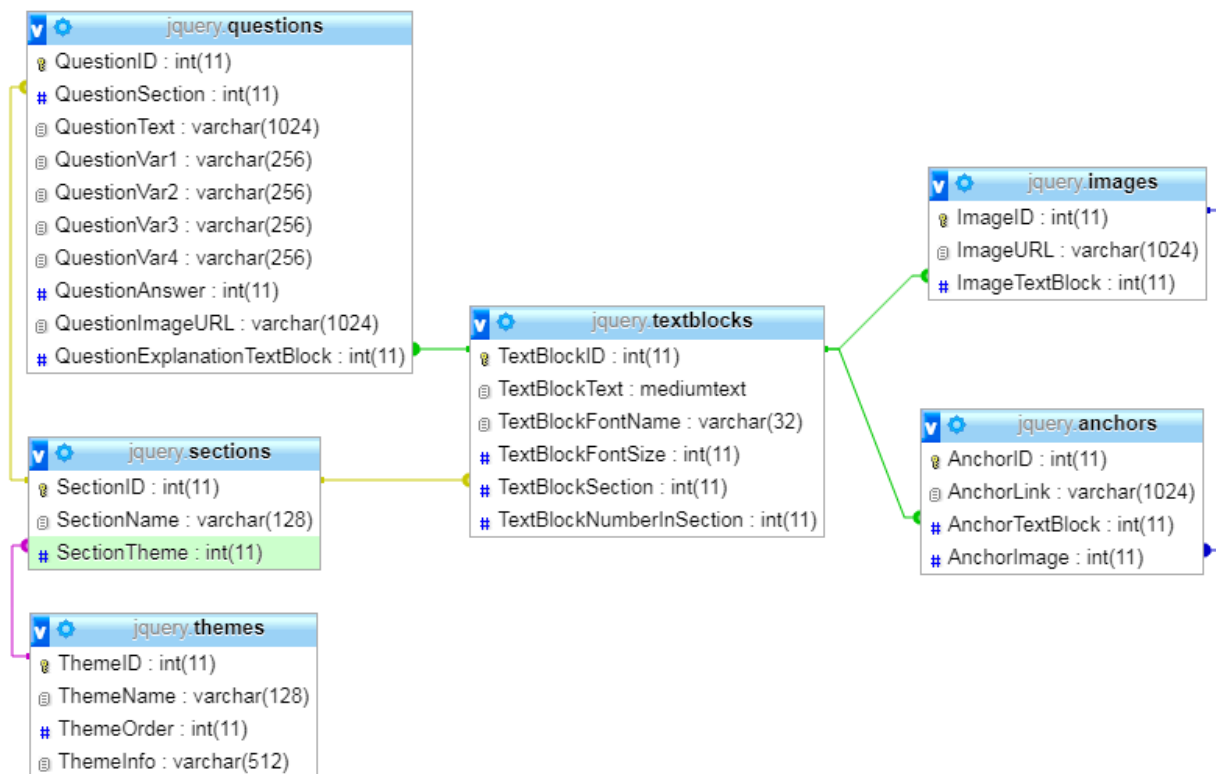 jquery.questions
QuestionID : int(11)
# QuestionSection : int(11)
QuestionText : varchar(1024)
QuestionVar1 : varchar(256)
QuestionVar2 : varchar(256)
QuestionVar3 : varchar(256)
QuestionVar4 : varchar(256)
# QuestionAnswer : int(11)
QuestionImageURL : varchar(1024)
# QuestionExplanationTextBlock : int(11)
v jquery.sections
SectionID : int(11)
SectionName : varchar(128)
# SectionTheme : int(11)
v jquery.themes
ThemeID : int(11)
ThemeName : varchar(128)
# ThemeOrder : int(11)
ThemeInfo : varchar(512)
v jquery.textblocks
TextBlockID : int(11)
TextBlockText : mediumtext
TextBlockFontName : varchar(32)
# TextBlockFontSize : int(11)
# TextBlockSection : int(11)
# TextBlockNumberInSection : int(11)
v jquery.images
ImageID : int(11)
ImageURL : varchar(1024)
# ImageTextBlock : int(11)
v jquery.anchors
AnchorID : int(11)
AnchorLink : varchar(1024)
# AnchorTextBlock : int(11)
# AnchorImage : int(11)